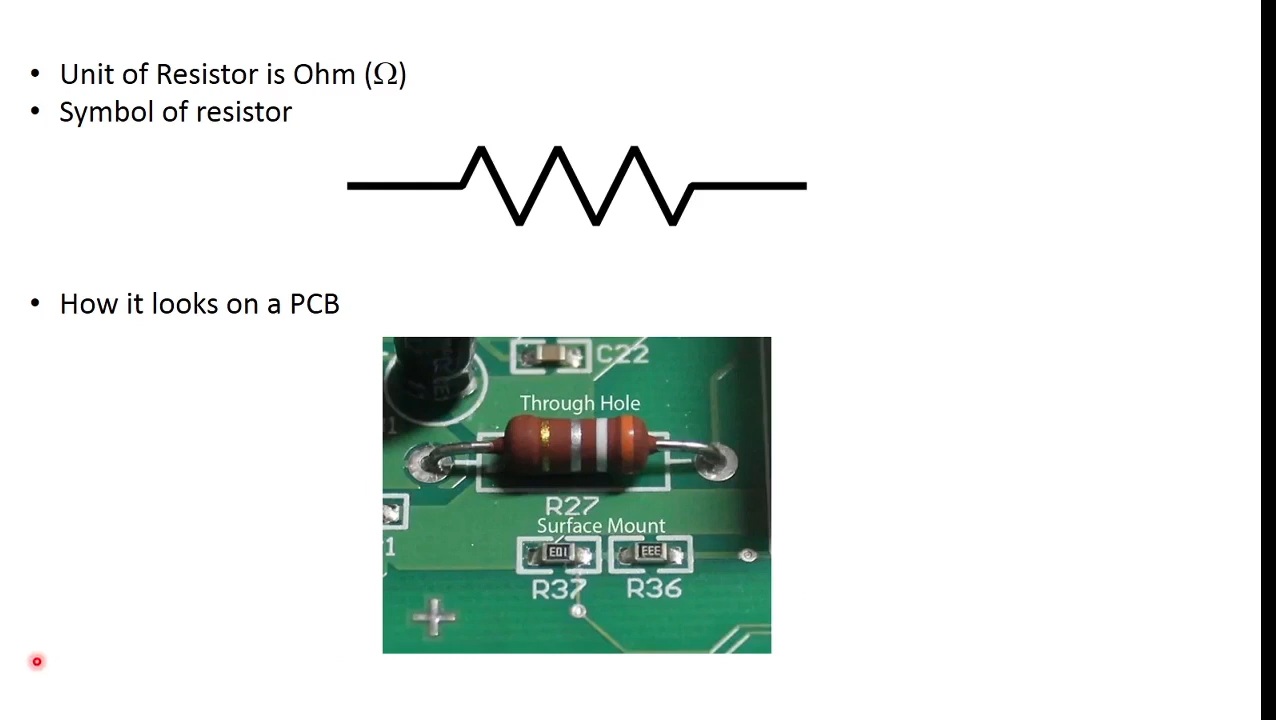 • Unit of Resistor is Ohm (Ω)
• Symbol of resistor
• How it looks on a PCB
C22
Through Hole
R27
Surface Mount
1
R37
R36